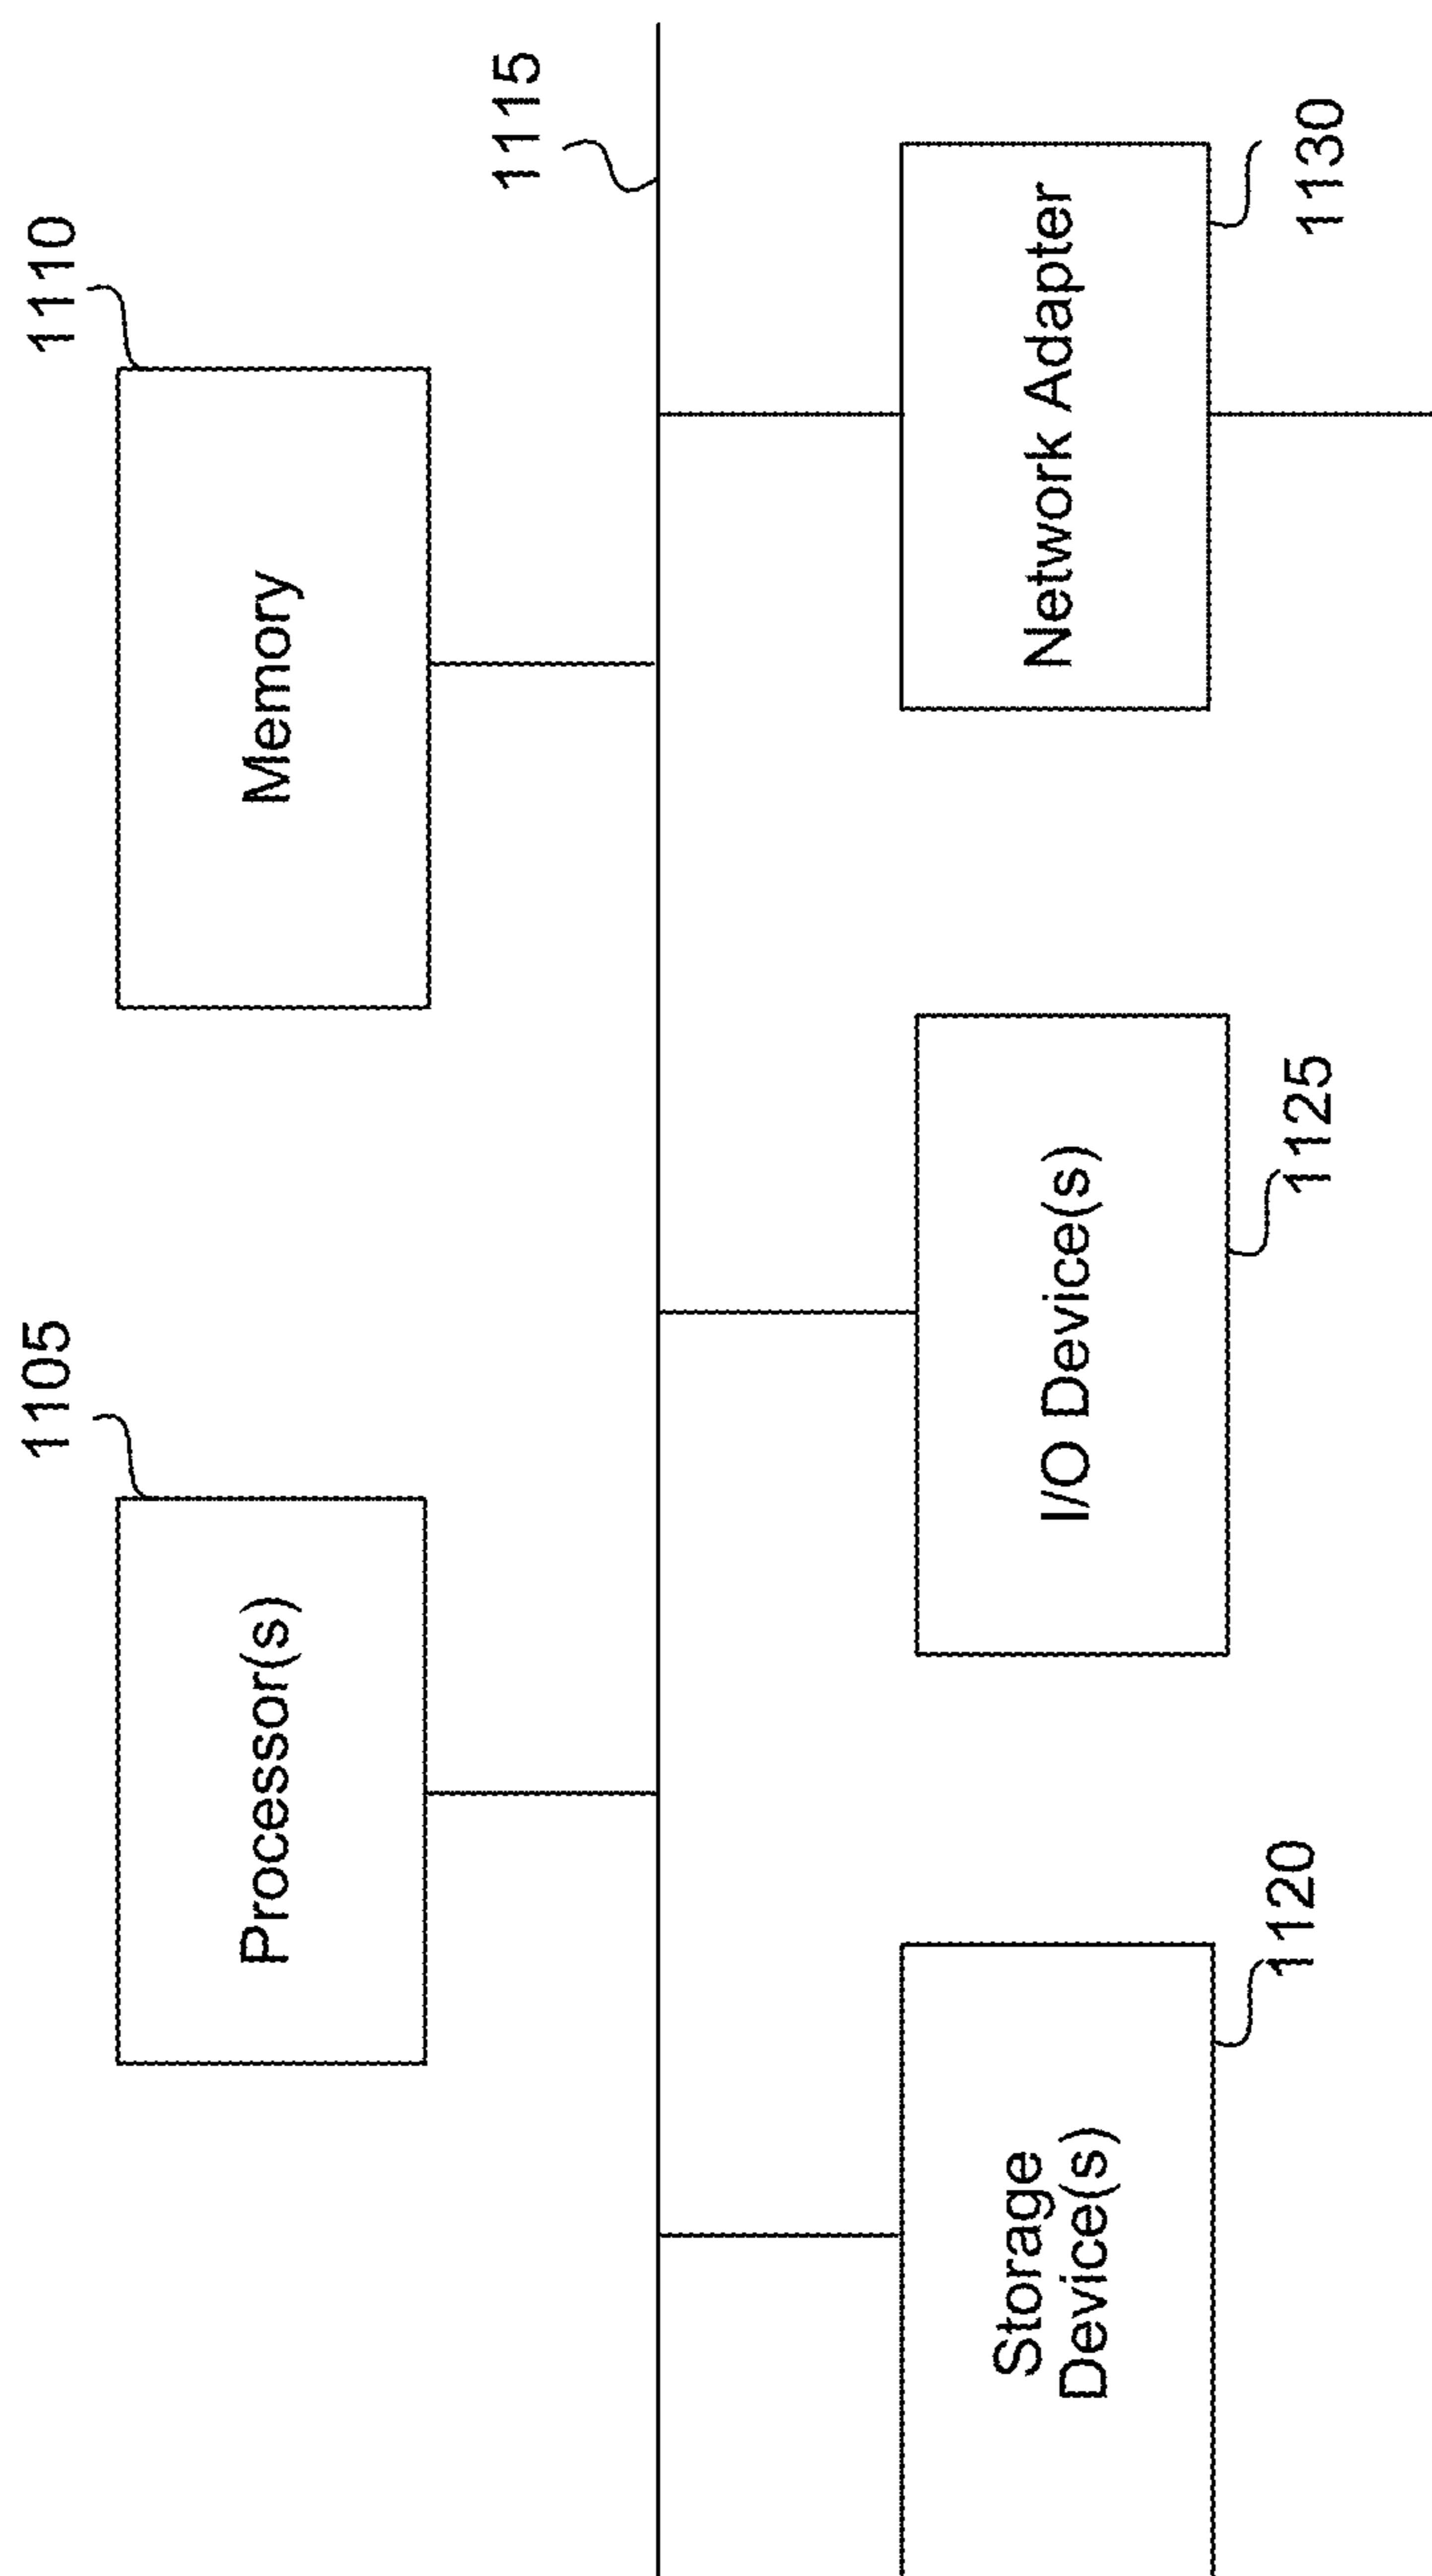 1105
1110
Processor(s)
Memory
1115
Storage
Device(s)
I/O Device(s)
Network Adapter
1120
1125
1130